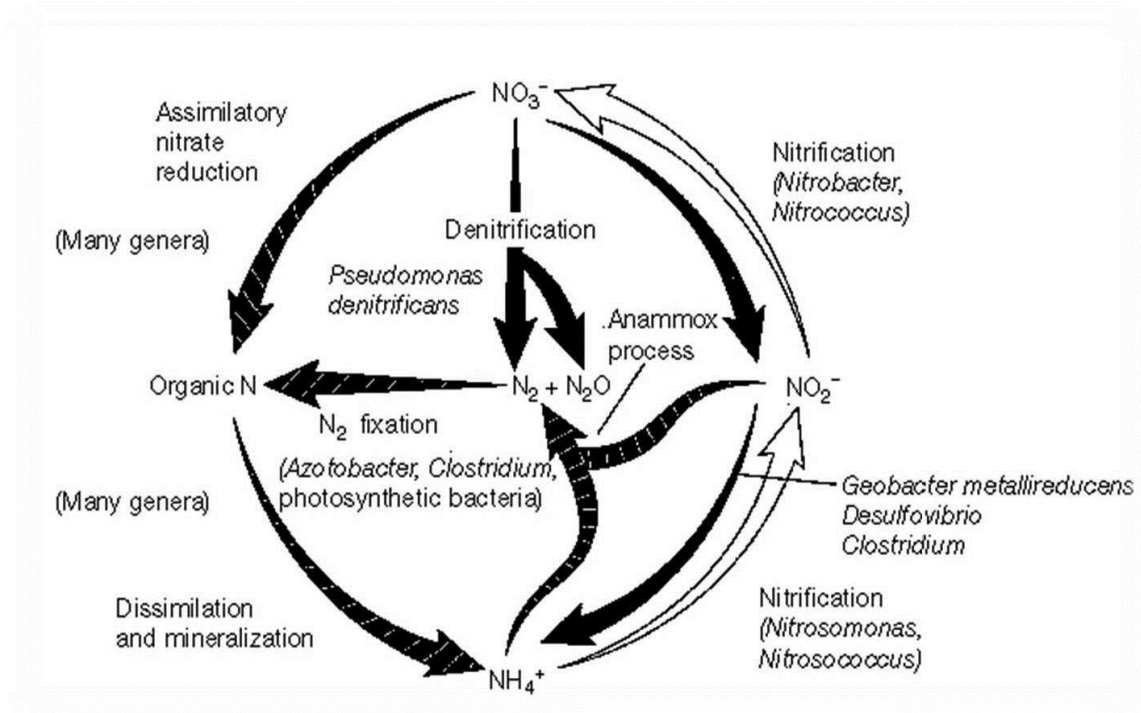 NO₃⁻
Assimilatory
nitrate
reduction
(Many genera)
Nitrification
(Nitrobacter,
Nitrococcus)
Denitrification
Pseudomonas
denitrificans
.Anammox
process
Organic N
N₂ + N₂O
NO₂⁻
N₂ fixation
(Azotobacter, Clostridium,
photosynthetic bacteria)
(Many genera)
Geobacter metallireducens
Desulfovibrio
Clostridium
Dissimilation
and mineralization
Nitrification
(Nitrosomonas,
Nitrosococcus)
NH₄⁺